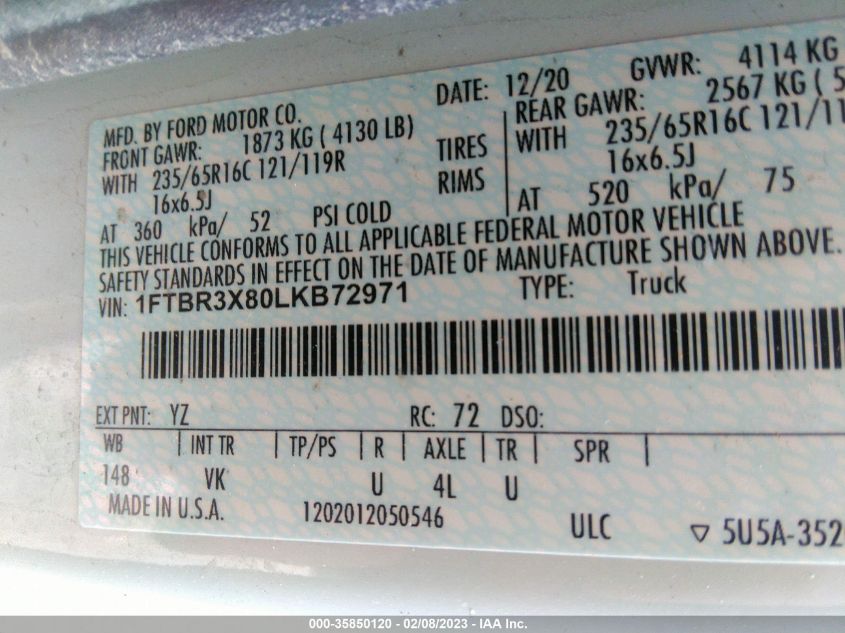 MFD. BY FORD MOTOR CO. DATE: 12/20 GVWR: 4114 KG
FRONT GAWR: 1873 KG ( 4130 LB) REAR GAWR: 2567 KG (
WITH 235/65R16C 121/119R TIRES WITH 235/65R16C
16x6.5J RIMS 16x6.5J
AT 360 kPa/ 52 PSI COLD AT 520 kPa/ 75
THIS VEHICLE CONFORMS TO ALL APPLICABLE FEDERAL MOTOR VEHICLE
SAFETY STANDARDS IN EFFECT ON THE DATE OF MANUFACTURE SHOWN ABOVE.
VIN: 1FTBR3X80LKB72971 TYPE: Truck
EXT PNT: YZ RC: 72 DSO:
WB | INT TR | TP/PS | R | AXLE | TR | SPR |
148 VK U 4L U
MADE IN U.S.A. 1202012050546 ULC ▽ 5U5A-352
000-35850120 - 02/08/2023 - IAA Inc.